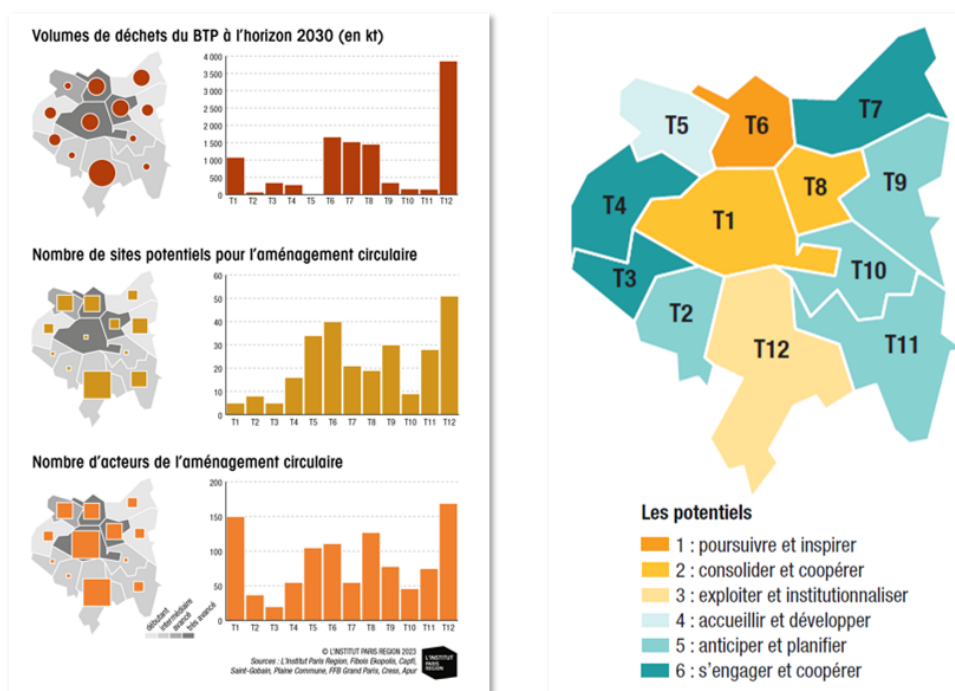 Volumes de déchets du BTP à l'horizon 2030 (en kt)
4 000
3 500
3 000
2 500
2 000
1 500
1 000
500
0
T1 T2 T3 T4 T5 T6 T7 T8 T9 T10 T11 T12
Nombre de sites potentiels pour l'aménagement circulaire
60
50
40
30
20
10
0
T1 T2 T3 T4 T5 T6 T7 T8 T9 T10 T11 T12
Nombre d'acteurs de l'aménagement circulaire
200
150
100
50
0
T1 T2 T3 T4 T5 T6 T7 T8 T9 T10 T11 T12
débutant
intermédiaire
avancé
très avancé
© L'INSTITUT PARIS REGION 2023
Sources : L'Institut Paris Region, Fibois Ekopolis, Capfi,
Saint-Gobain, Plaine Commune, FFB Grand Paris, Cress, Apur
L'INSTITUT
PARIS
REGION
T7
T6
T5
T8
T9
T4
T1
T10
T3
T2
T11
T12
Les potentiels
1 : poursuivre et inspirer
2 : consolider et coopérer
3 : exploiter et institutionnaliser
4 : accueillir et développer
5 : anticiper et planifier
6 : s'engager et coopérer